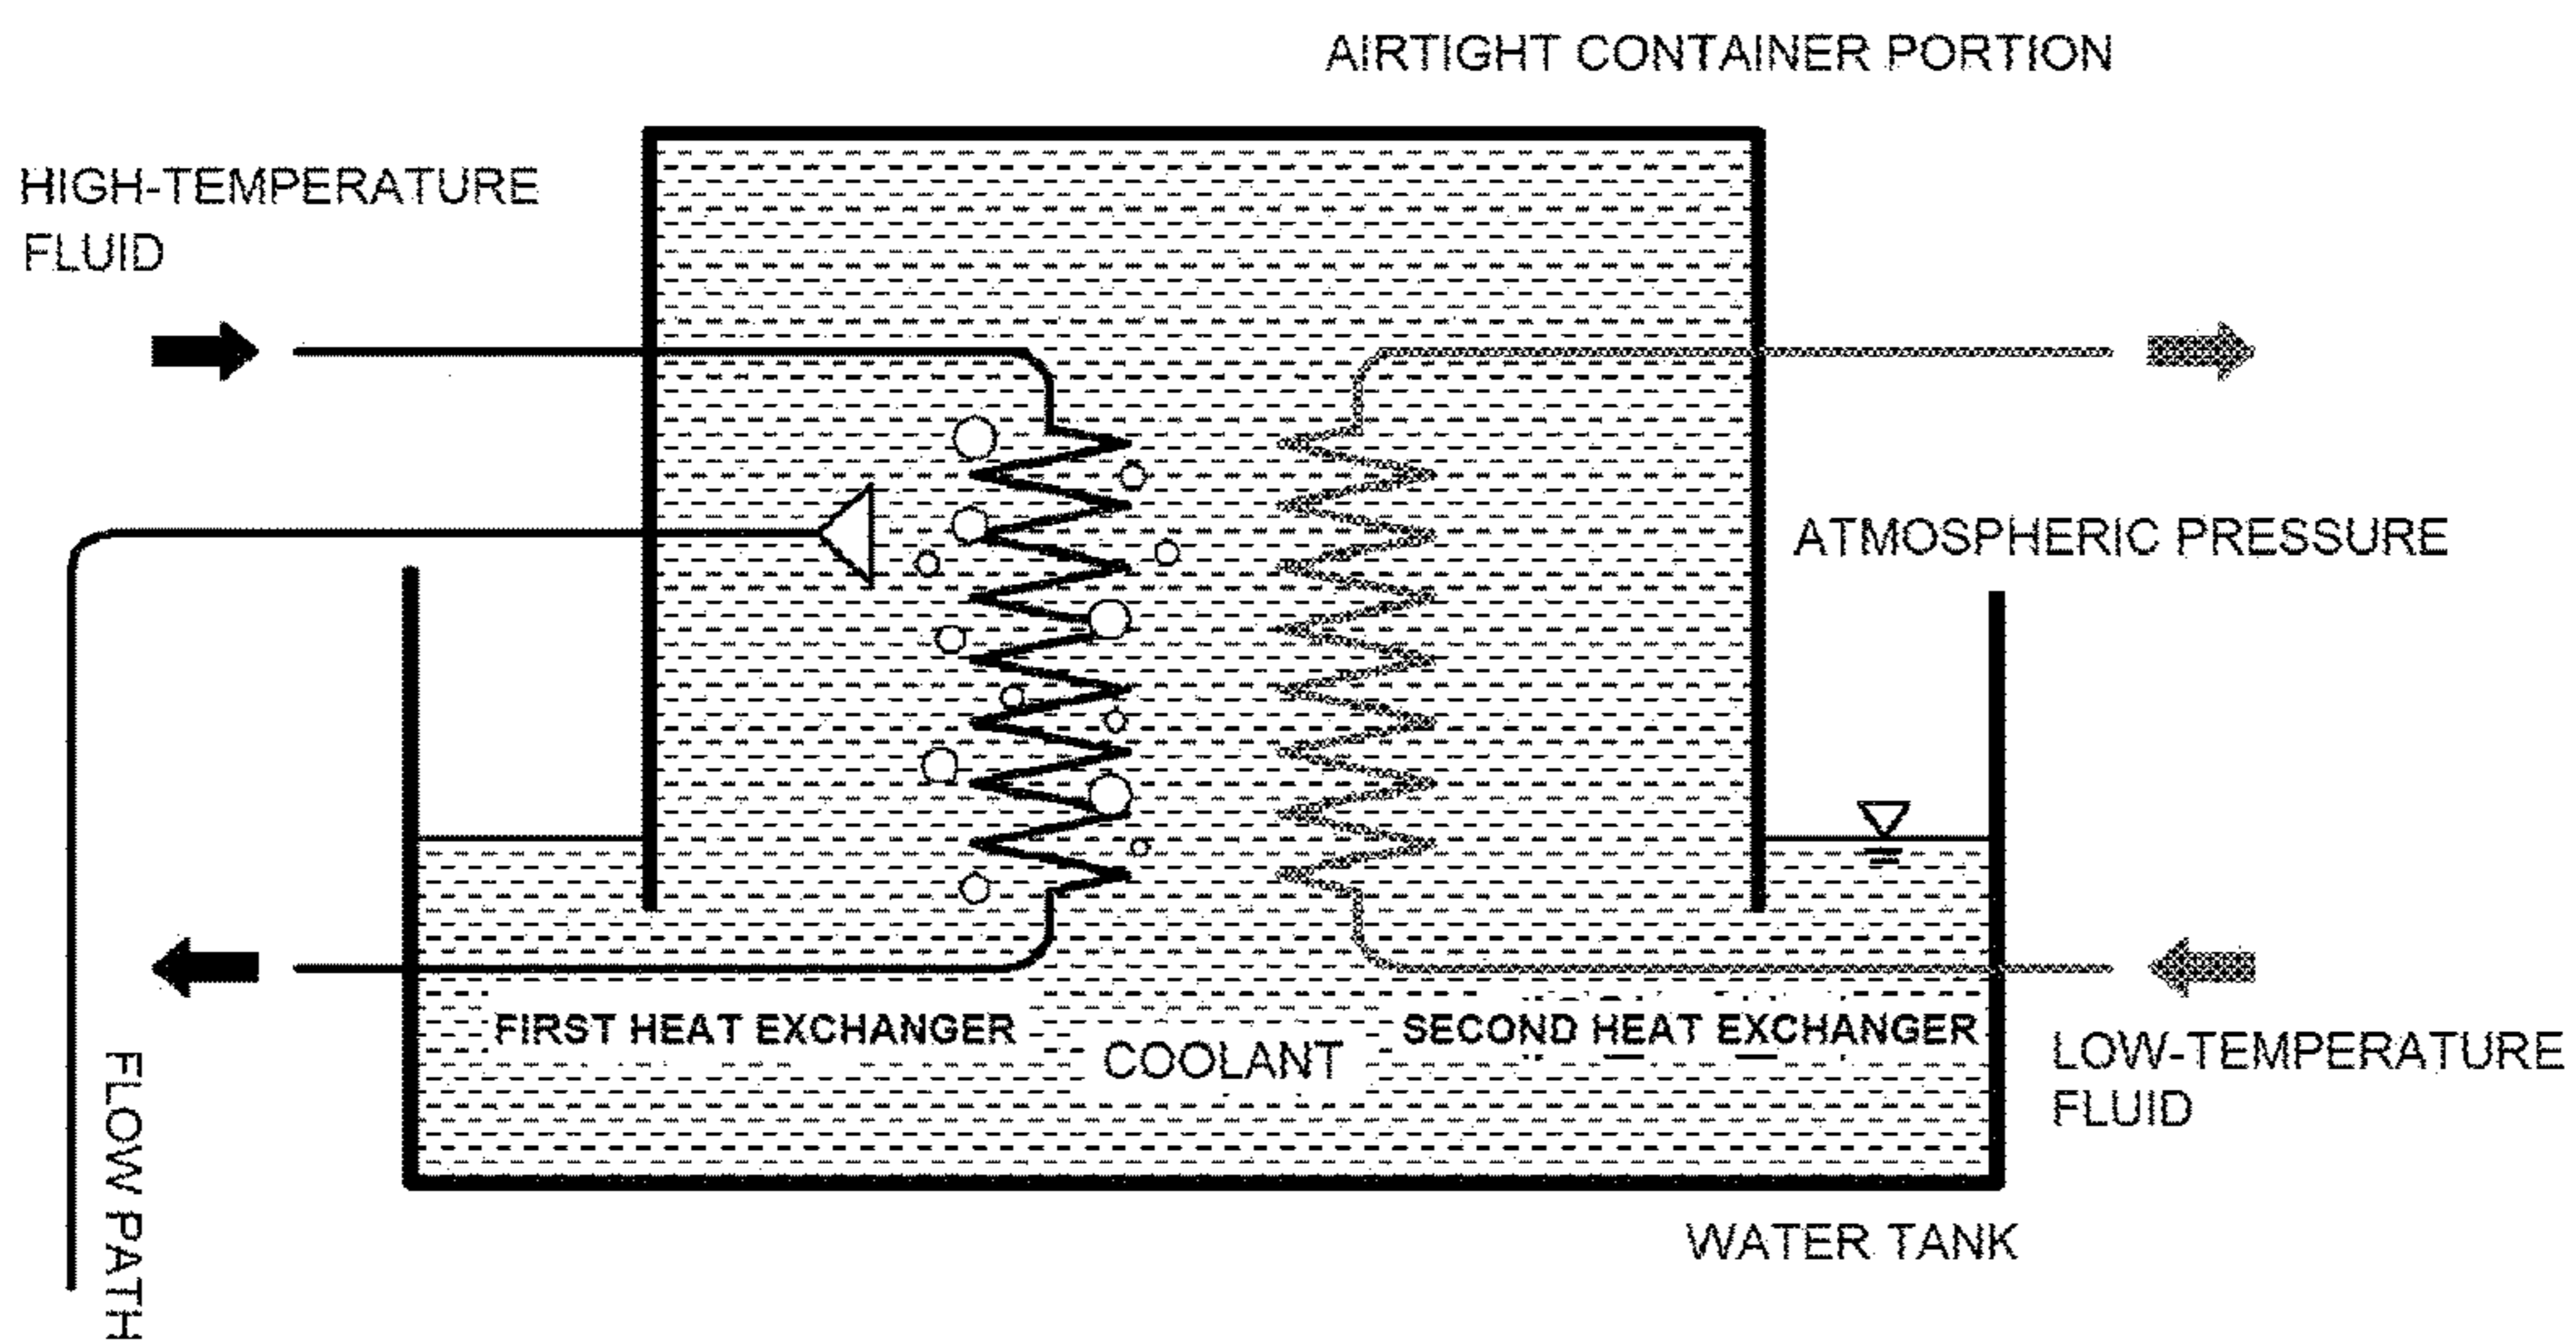 AIRTIGHT CONTAINER PORTION
HIGH-TEMPERATURE
FLUID
ATMOSPHERIC PRESSURE
FIRST HEAT EXCHANGER
SECOND HEAT EXCHANGER
COOLANT
LOW-TEMPERATURE
FLUID
FLOW PATH
WATER TANK